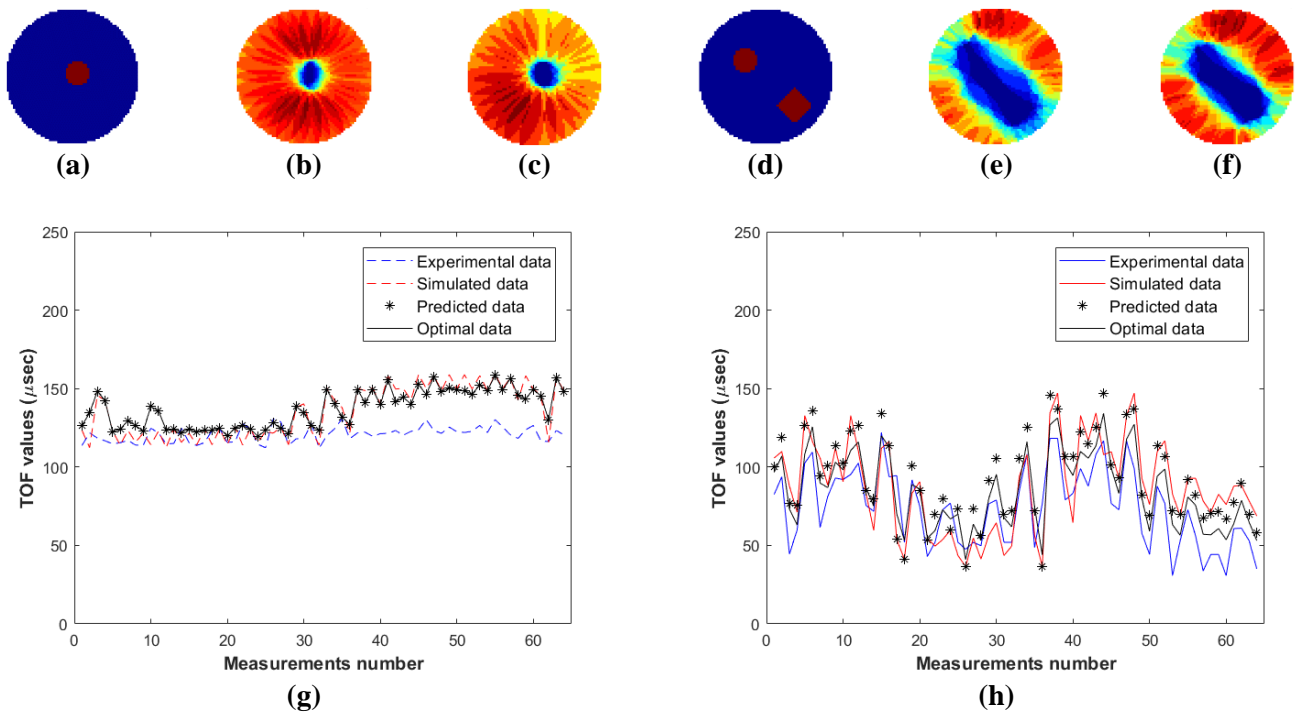 (a) (b) (c) (d) (e) (f)
250
200
150
100
50
0
TOF values (μsec)
Experimental data
Simulated data
Predicted data
Optimal data
0 10 20 30 40 50 60
Measurements number
(g)
250
200
150
100
50
0
TOF values (μsec)
Experimental data
Simulated data
Predicted data
Optimal data
0 10 20 30 40 50 60
Measurements number
(h)